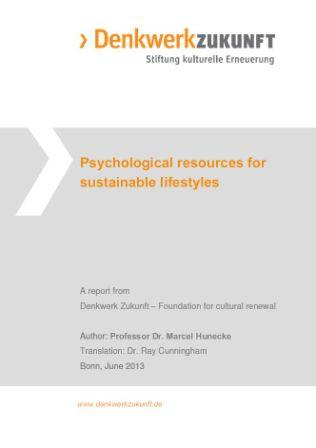 > DenkwerkZUKUNFT
Stiftung kulturelle Erneuerung
Psychological resources for
sustainable lifestyles
A report from
Denkwerk Zukunft – Foundation for cultural renewal
Author: Professor Dr. Marcel Hunecke
Translation: Dr. Ray Cunningham
Bonn, June 2013
www.denkwerkzukunft.de